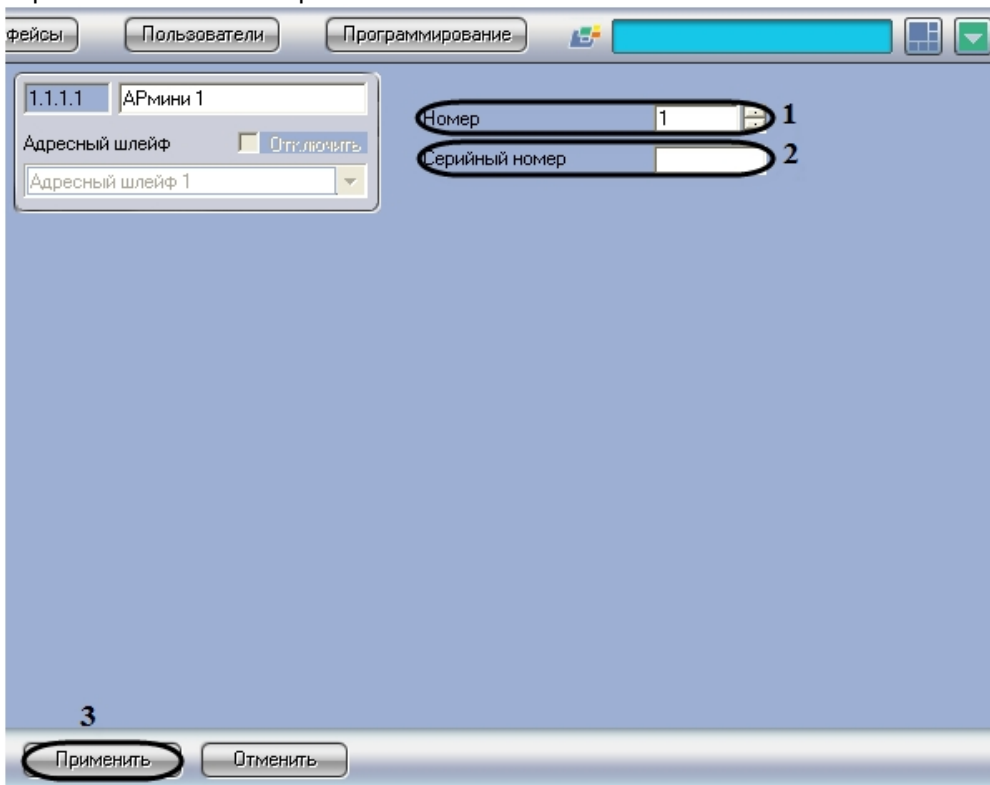 фейсы Пользователи Программирование
1.1.1.1 АРмини 1
Адресный шлейф Отключить
Адресный шлейф 1
Номер 1 1
Серийный номер 2
3
Применить Отменить